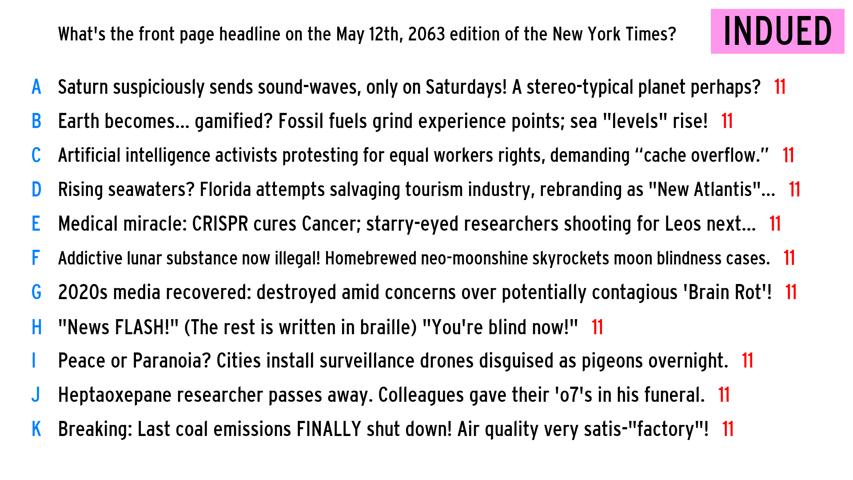 What's the front page headline on the May 12th, 2063 edition of the New York Times?
INDUED
A Saturn suspiciously sends sound-waves, only on Saturdays! A stereo-typical planet perhaps? 11
B Earth becomes... gamified? Fossil fuels grind experience points; sea "levels" rise! 11
C Artificial intelligence activists protesting for equal workers rights, demanding “cache overflow.” 11
D Rising seawaters? Florida attempts salvaging tourism industry, rebranding as "New Atlantis"... 11
E Medical miracle: CRISPR cures Cancer; starry-eyed researchers shooting for Leos next... 11
F Addictive lunar substance now illegal! Homebrewed neo-moonshine skyrockets moon blindness cases. 11
G 2020s media recovered: destroyed amid concerns over potentially contagious 'Brain Rot'! 11
H "News FLASH!" (The rest is written in braille) "You're blind now!" 11
I Peace or Paranoia? Cities install surveillance drones disguised as pigeons overnight. 11
J Heptaoxepane researcher passes away. Colleagues gave their 'o7's in his funeral. 11
K Breaking: Last coal emissions FINALLY shut down! Air quality very satis-"factory"! 11